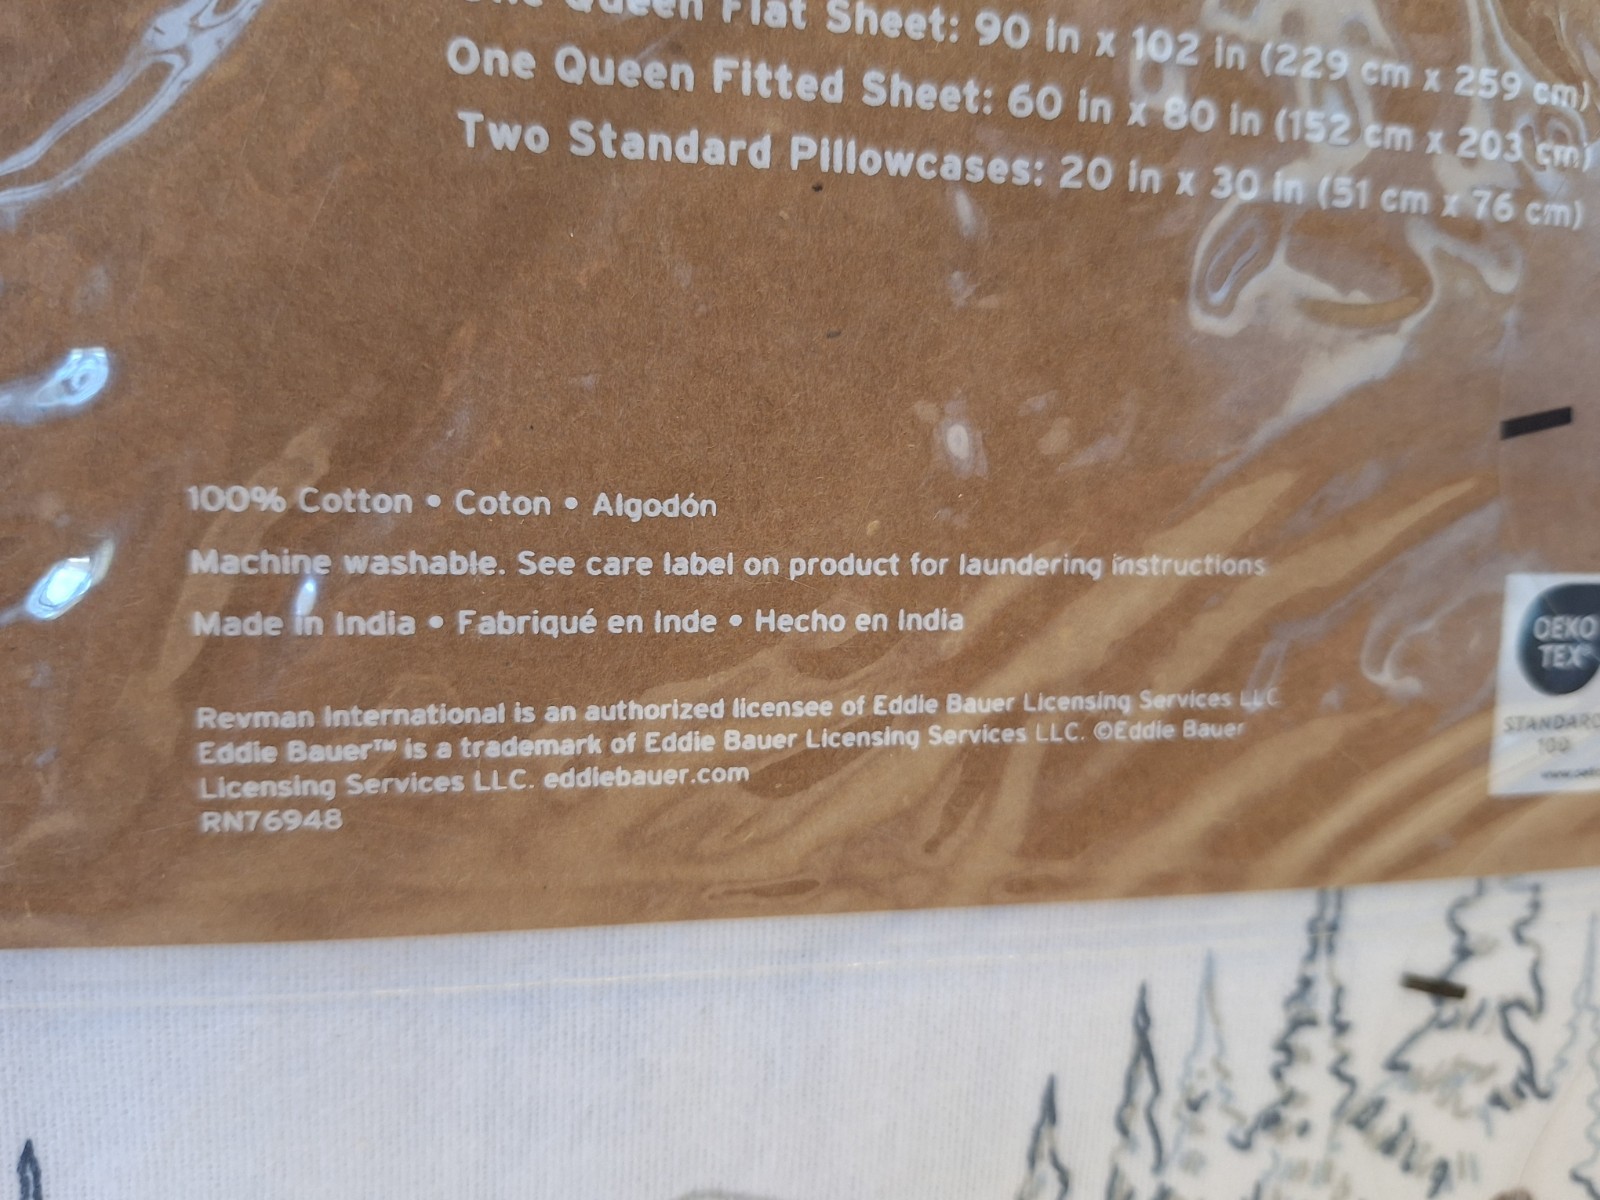 One Queen Flat Sheet: 90 in x 102 in (229 cm x 259 cm)
One Queen Fitted Sheet: 60 in x 80 in (152 cm x 203 cm)
Two Standard Pillowcases: 20 in x 30 in (51 cm x 76 cm)
100% Cotton • Coton • Algodón
Machine washable. See care label on product for laundering instructions
Made in India • Fabriqué en Inde • Hecho en India
Revman International is an authorized licensee of Eddie Bauer Licensing Services LLC
Eddie Bauer™ is a trademark of Eddie Bauer Licensing Services LLC. ©Eddie Bauer
Licensing Services LLC. eddiebauer.com
RN76948
OEKO
TEX®
STANDARD
100